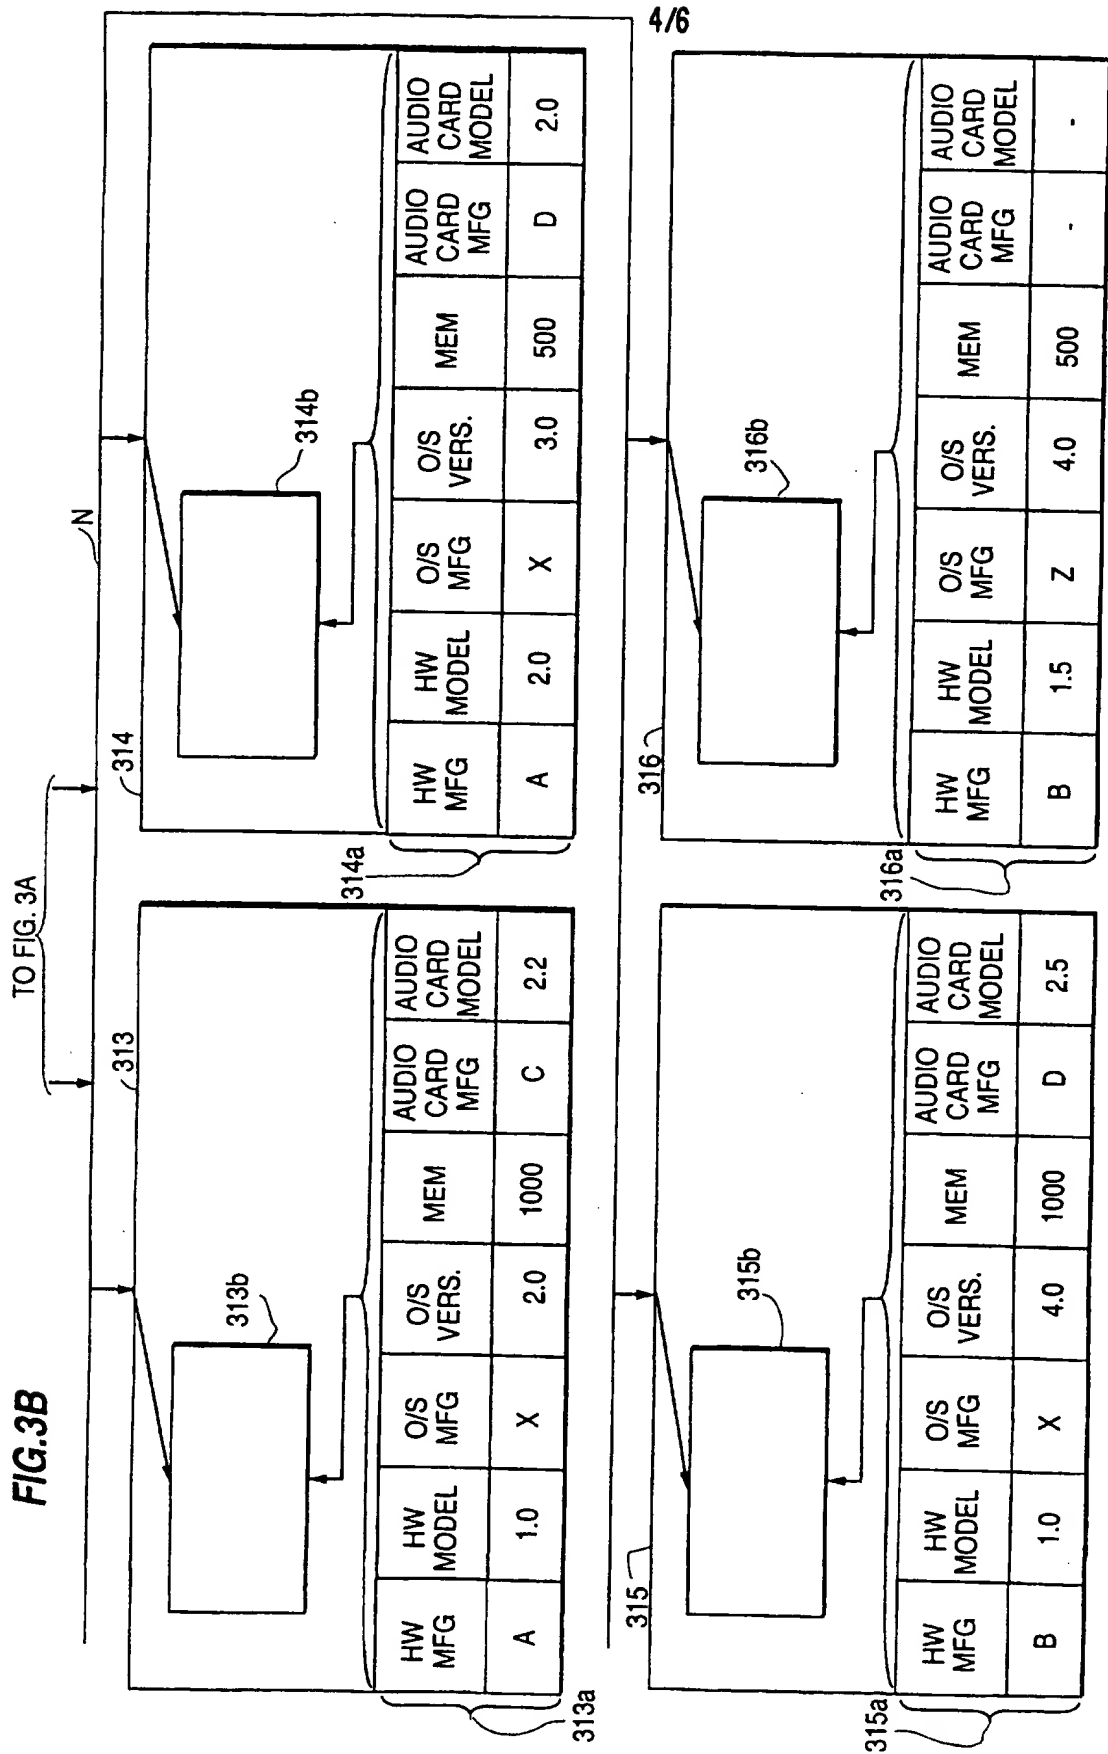 4/6
FIG.3B
TO FIG. 3A
N
313
313b
HW MFG
HW MODEL
O/S MFG
O/S VERS.
MEM
AUDIO CARD MFG
AUDIO CARD MODEL
A
1.0
X
2.0
1000
C
2.2
313a
314
314b
HW MFG
HW MODEL
O/S MFG
O/S VERS.
MEM
AUDIO CARD MFG
AUDIO CARD MODEL
A
2.0
X
3.0
500
D
2.0
314a
315
315b
HW MFG
HW MODEL
O/S MFG
O/S VERS.
MEM
AUDIO CARD MFG
AUDIO CARD MODEL
B
1.0
X
4.0
1000
D
2.5
315a
316
316b
HW MFG
HW MODEL
O/S MFG
O/S VERS.
MEM
AUDIO CARD MFG
AUDIO CARD MODEL
B
1.5
Z
4.0
500
-
-
316a